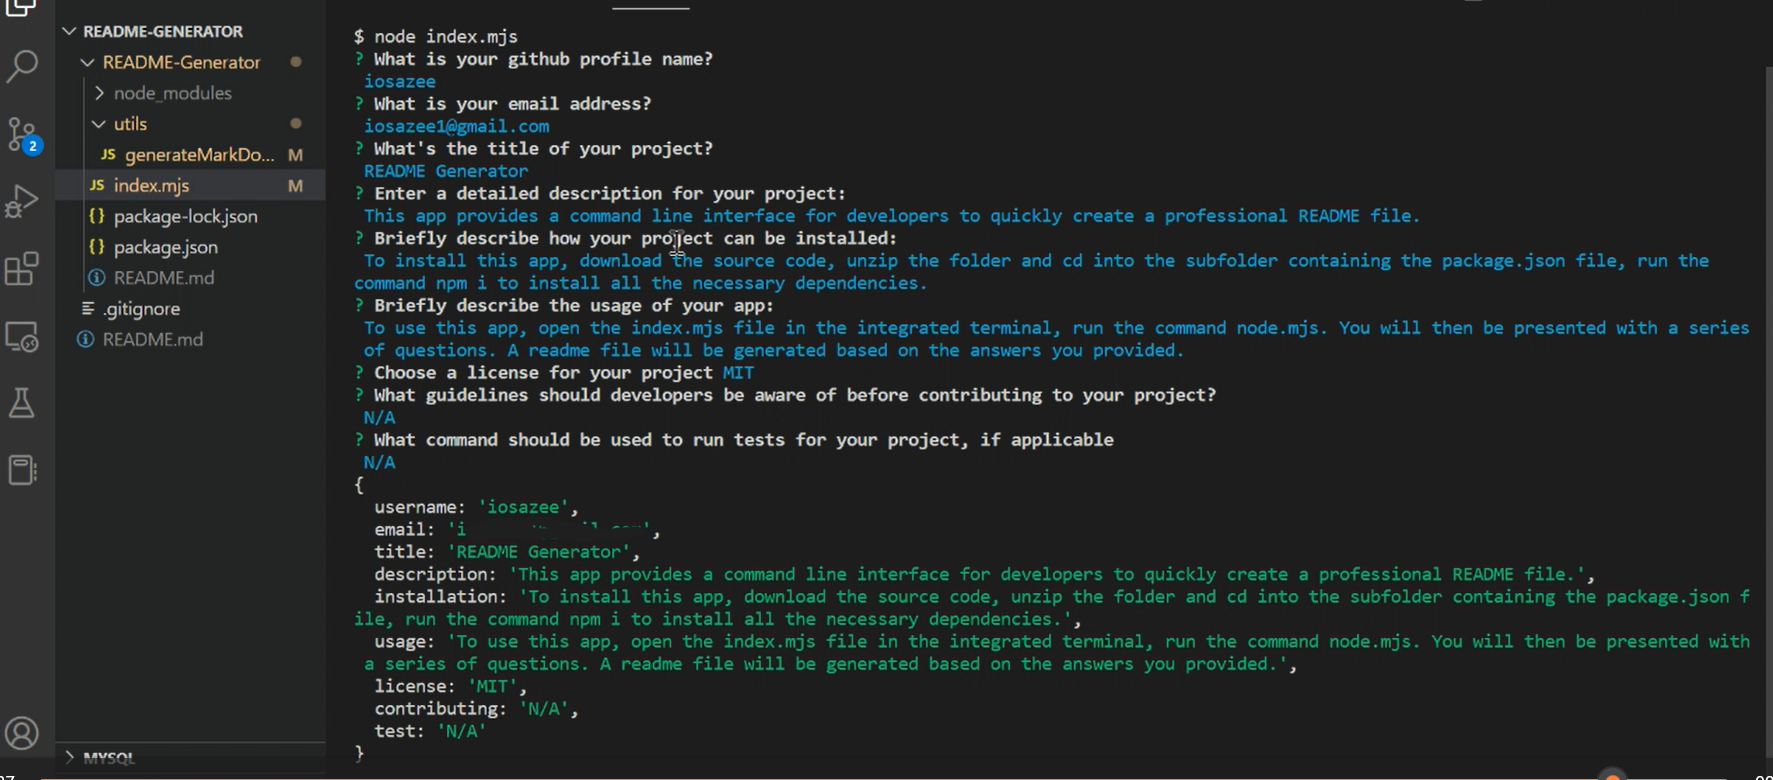 README-GENERATOR
README-Generator
node_modules
utils
JS generateMarkDo... M
2
JS index.mjs M
{} package-lock.json
{} package.json
README.md
.gitignore
README.md
MYSQL
$ node index.mjs
? What is your github profile name?
iosazee
? What is your email address?
iosazee1@gmail.com
? What's the title of your project?
README Generator
? Enter a detailed description for your project:
This app provides a command line interface for developers to quickly create a professional README file.
? Briefly describe how your project can be installed:
To install this app, download the source code, unzip the folder and cd into the subfolder containing the package.json file, run the
command npm i to install all the necessary dependencies.
? Briefly describe the usage of your app:
To use this app, open the index.mjs file in the integrated terminal, run the command node.mjs. You will then be presented with a series
of questions. A readme file will be generated based on the answers you provided.
? Choose a license for your project MIT
? What guidelines should developers be aware of before contributing to your project?
N/A
? What command should be used to run tests for your project, if applicable
N/A
{
username: 'iosazee',
email: 'i ',
title: 'README Generator',
description: 'This app provides a command line interface for developers to quickly create a professional README file.',
installation: 'To install this app, download the source code, unzip the folder and cd into the subfolder containing the package.json f
ile, run the command npm i to install all the necessary dependencies.',
usage: 'To use this app, open the index.mjs file in the integrated terminal, run the command node.mjs. You will then be presented with
a series of questions. A readme file will be generated based on the answers you provided.',
license: 'MIT',
contributing: 'N/A',
test: 'N/A'
}